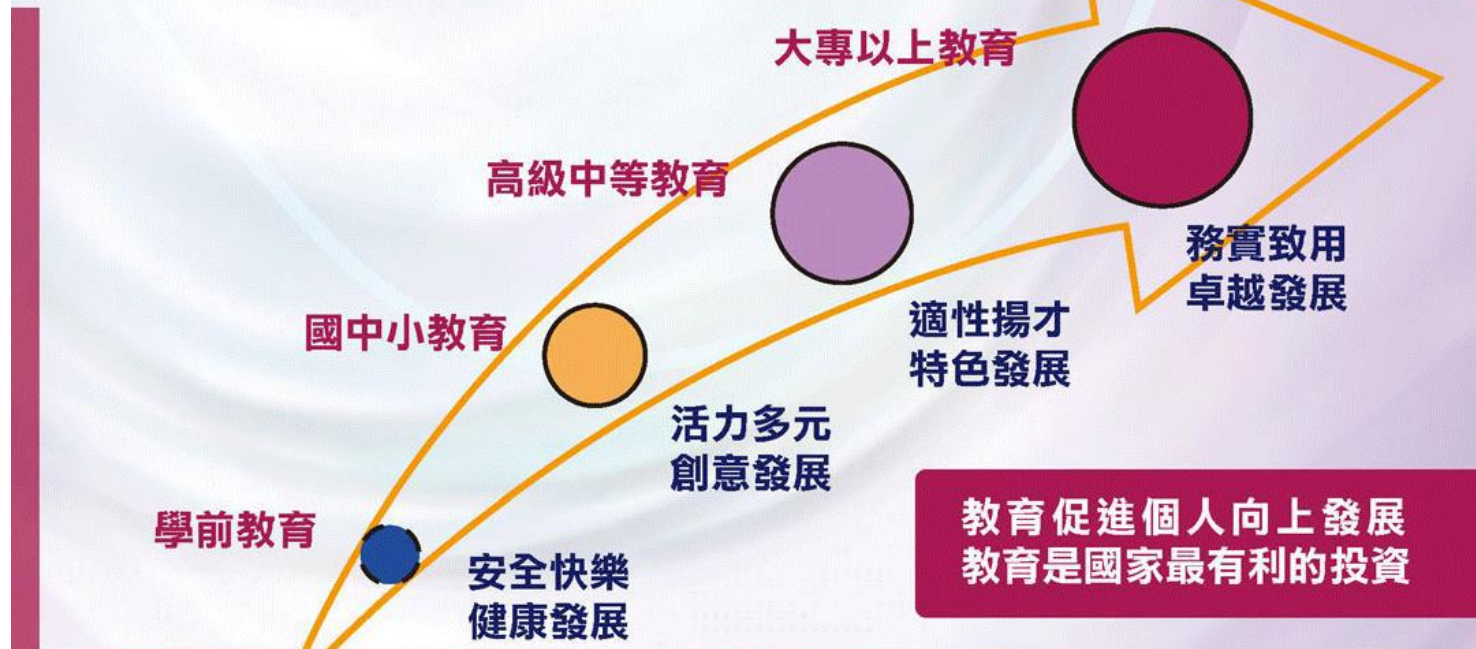 大專以上教育
務實致用
卓越發展
高級中等教育
適性揚才
特色發展
國中小教育
活力多元
創意發展
學前教育
安全快樂
健康發展
教育促進個人向上發展
教育是國家最有利的投資